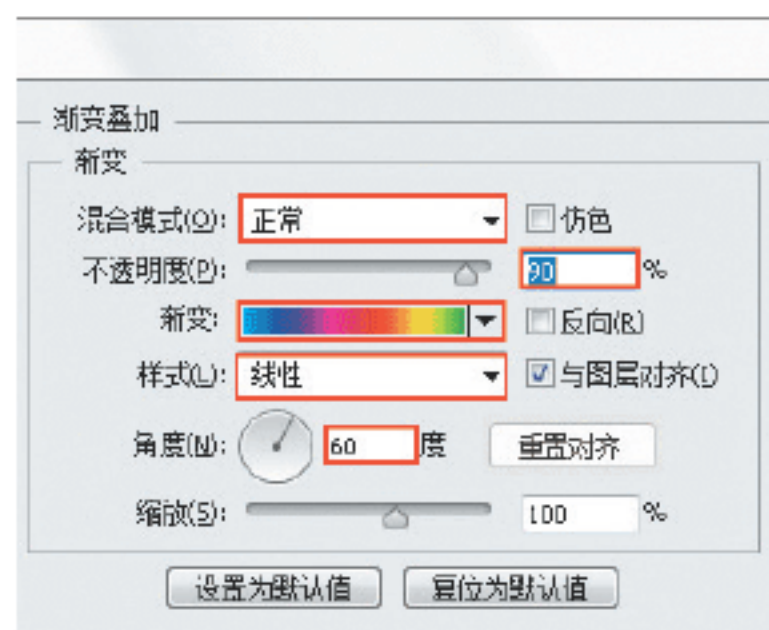 渐变叠加
渐变
混合模式(O): 正常 仿色
不透明度(P): 90 %
渐变: 反向(R)
样式(L): 线性 与图层对齐(I)
角度(N): 60 度 重置对齐
缩放(S): 100 %
设置为默认值 复位为默认值